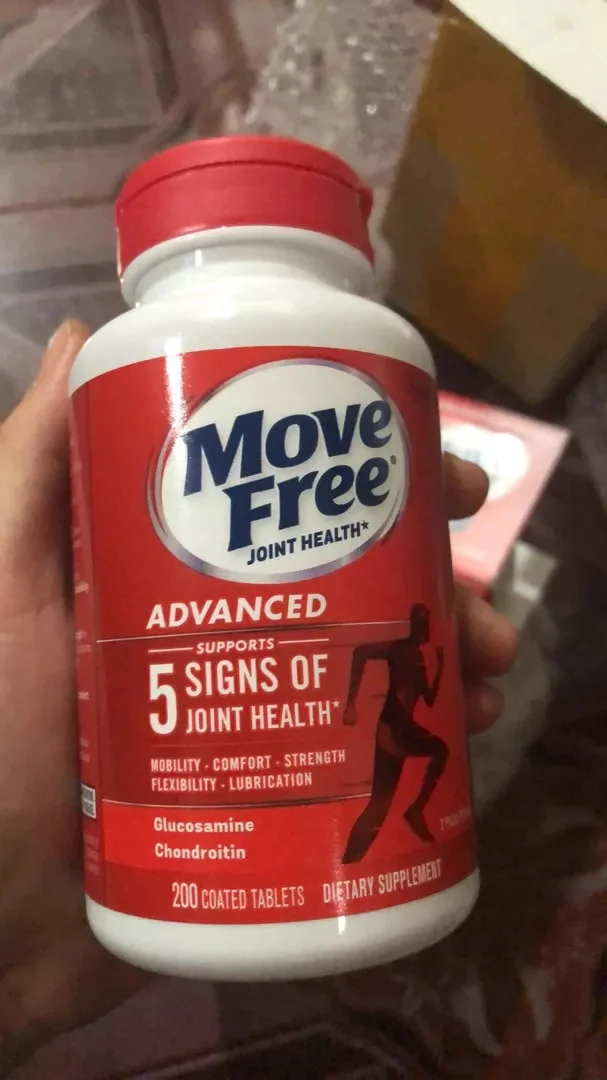 Move
Free®
JOINT HEALTH*
ADVANCED
SUPPORTS
5 SIGNS OF
JOINT HEALTH*
MOBILITY · COMFORT · STRENGTH
FLEXIBILITY · LUBRICATION
Glucosamine
Chondroitin
200 COATED TABLETS DIETARY SUPPLEMENT